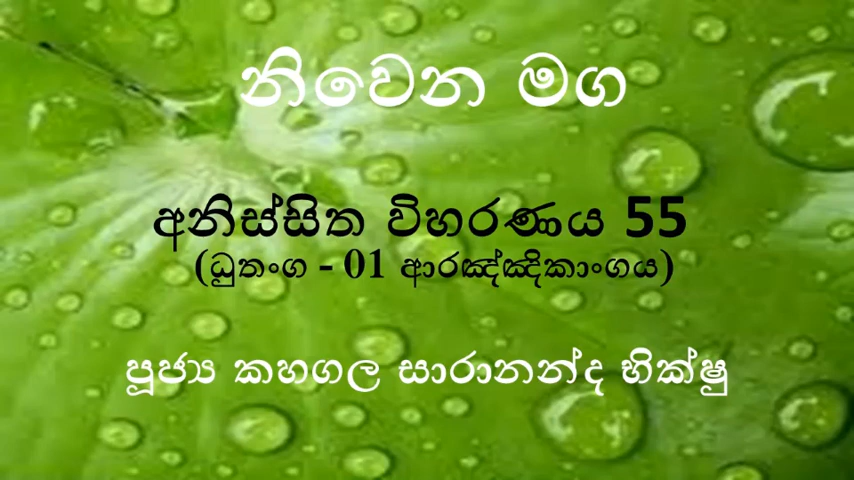 නිවෙන මග
අනිස්සිත විහරණය 55
(ධුතංග - 01 ආරඤ්ඤිකාංගය)
පූජ්‍ය කහගල සාරානන්ද භික්ෂු